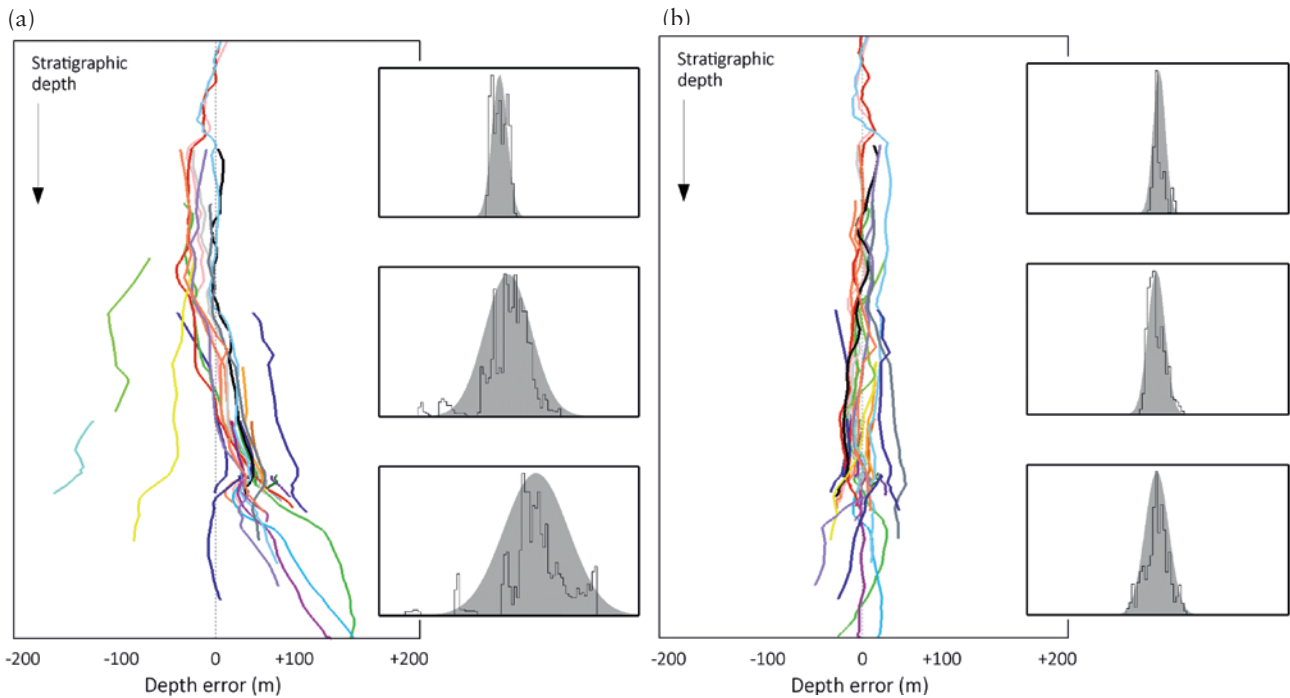 (a)
Stratigraphic
depth
-200 -100 0 +100 +200
Depth error (m)
(b)
Stratigraphic
depth
-200 -100 0 +100 +200
Depth error (m)